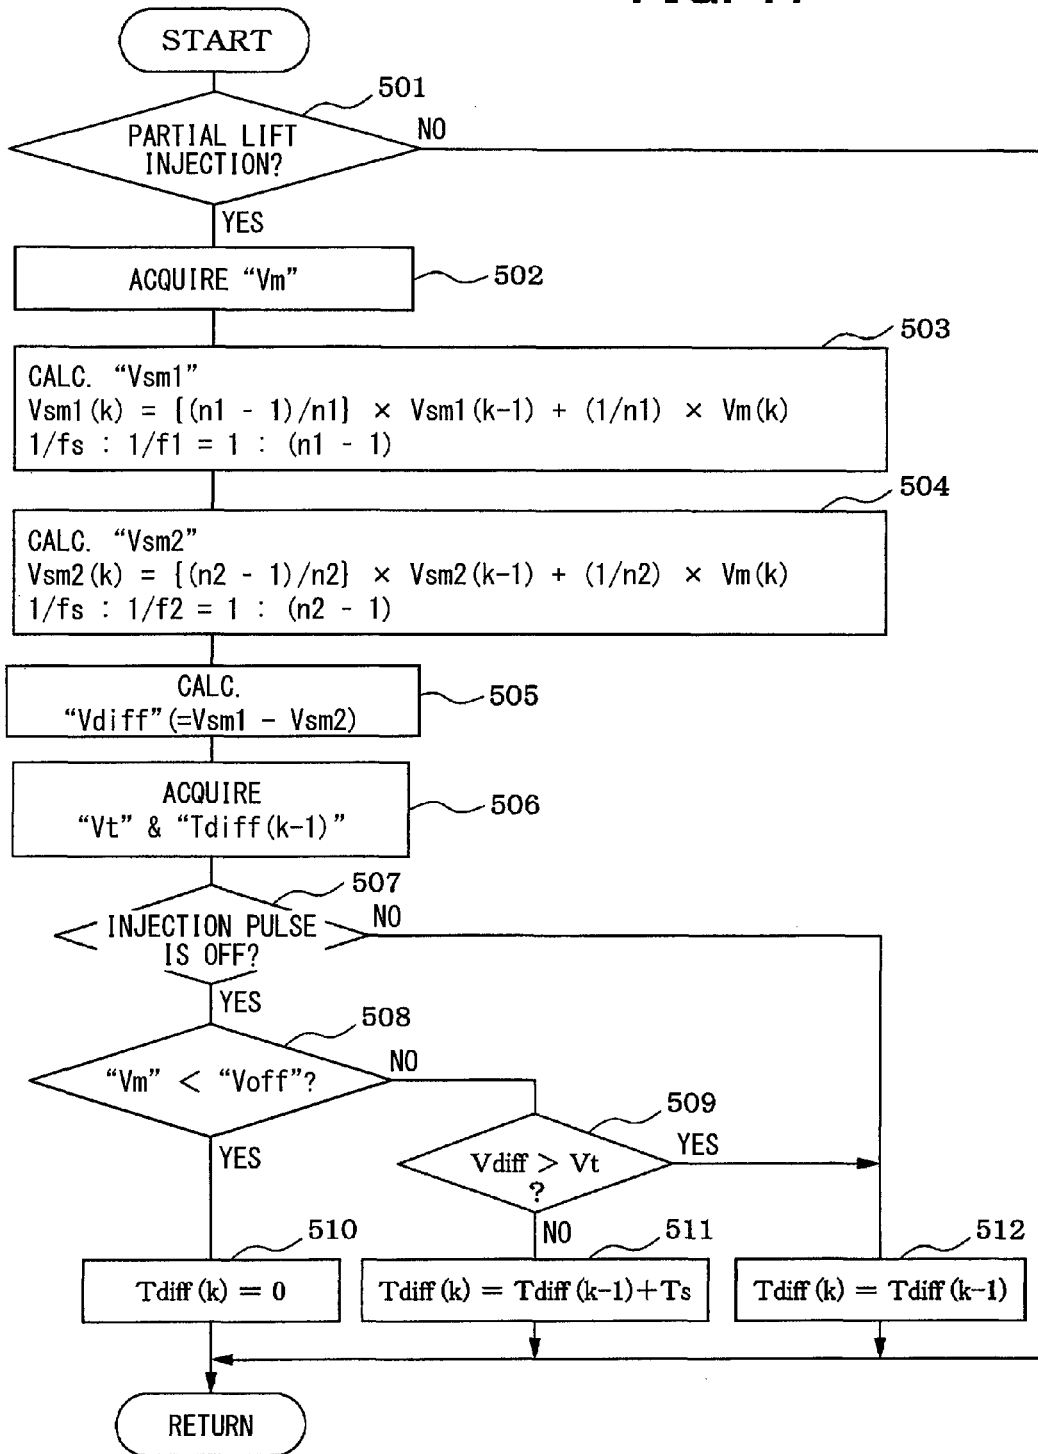 START
501
PARTIAL LIFT
INJECTION?
NO
YES
ACQUIRE “Vm”
502
503
CALC. “Vsm1”
Vsm1(k) = {(n1 - 1)/n1} × Vsm1(k-1) + (1/n1) × Vm(k)
1/fs : 1/f1 = 1 : (n1 - 1)
504
CALC. “Vsm2”
Vsm2(k) = {(n2 - 1)/n2} × Vsm2(k-1) + (1/n2) × Vm(k)
1/fs : 1/f2 = 1 : (n2 - 1)
CALC.
“Vdiff”(=Vsm1 - Vsm2)
505
ACQUIRE
“Vt” & “Tdiff(k-1)”
506
507
INJECTION PULSE
IS OFF?
NO
YES
508
“Vm” < “Voff”?
NO
YES
509
Vdiff > Vt
?
YES
NO
510
Tdiff(k) = 0
511
Tdiff(k) = Tdiff(k-1)+Ts
512
Tdiff(k) = Tdiff(k-1)
RETURN